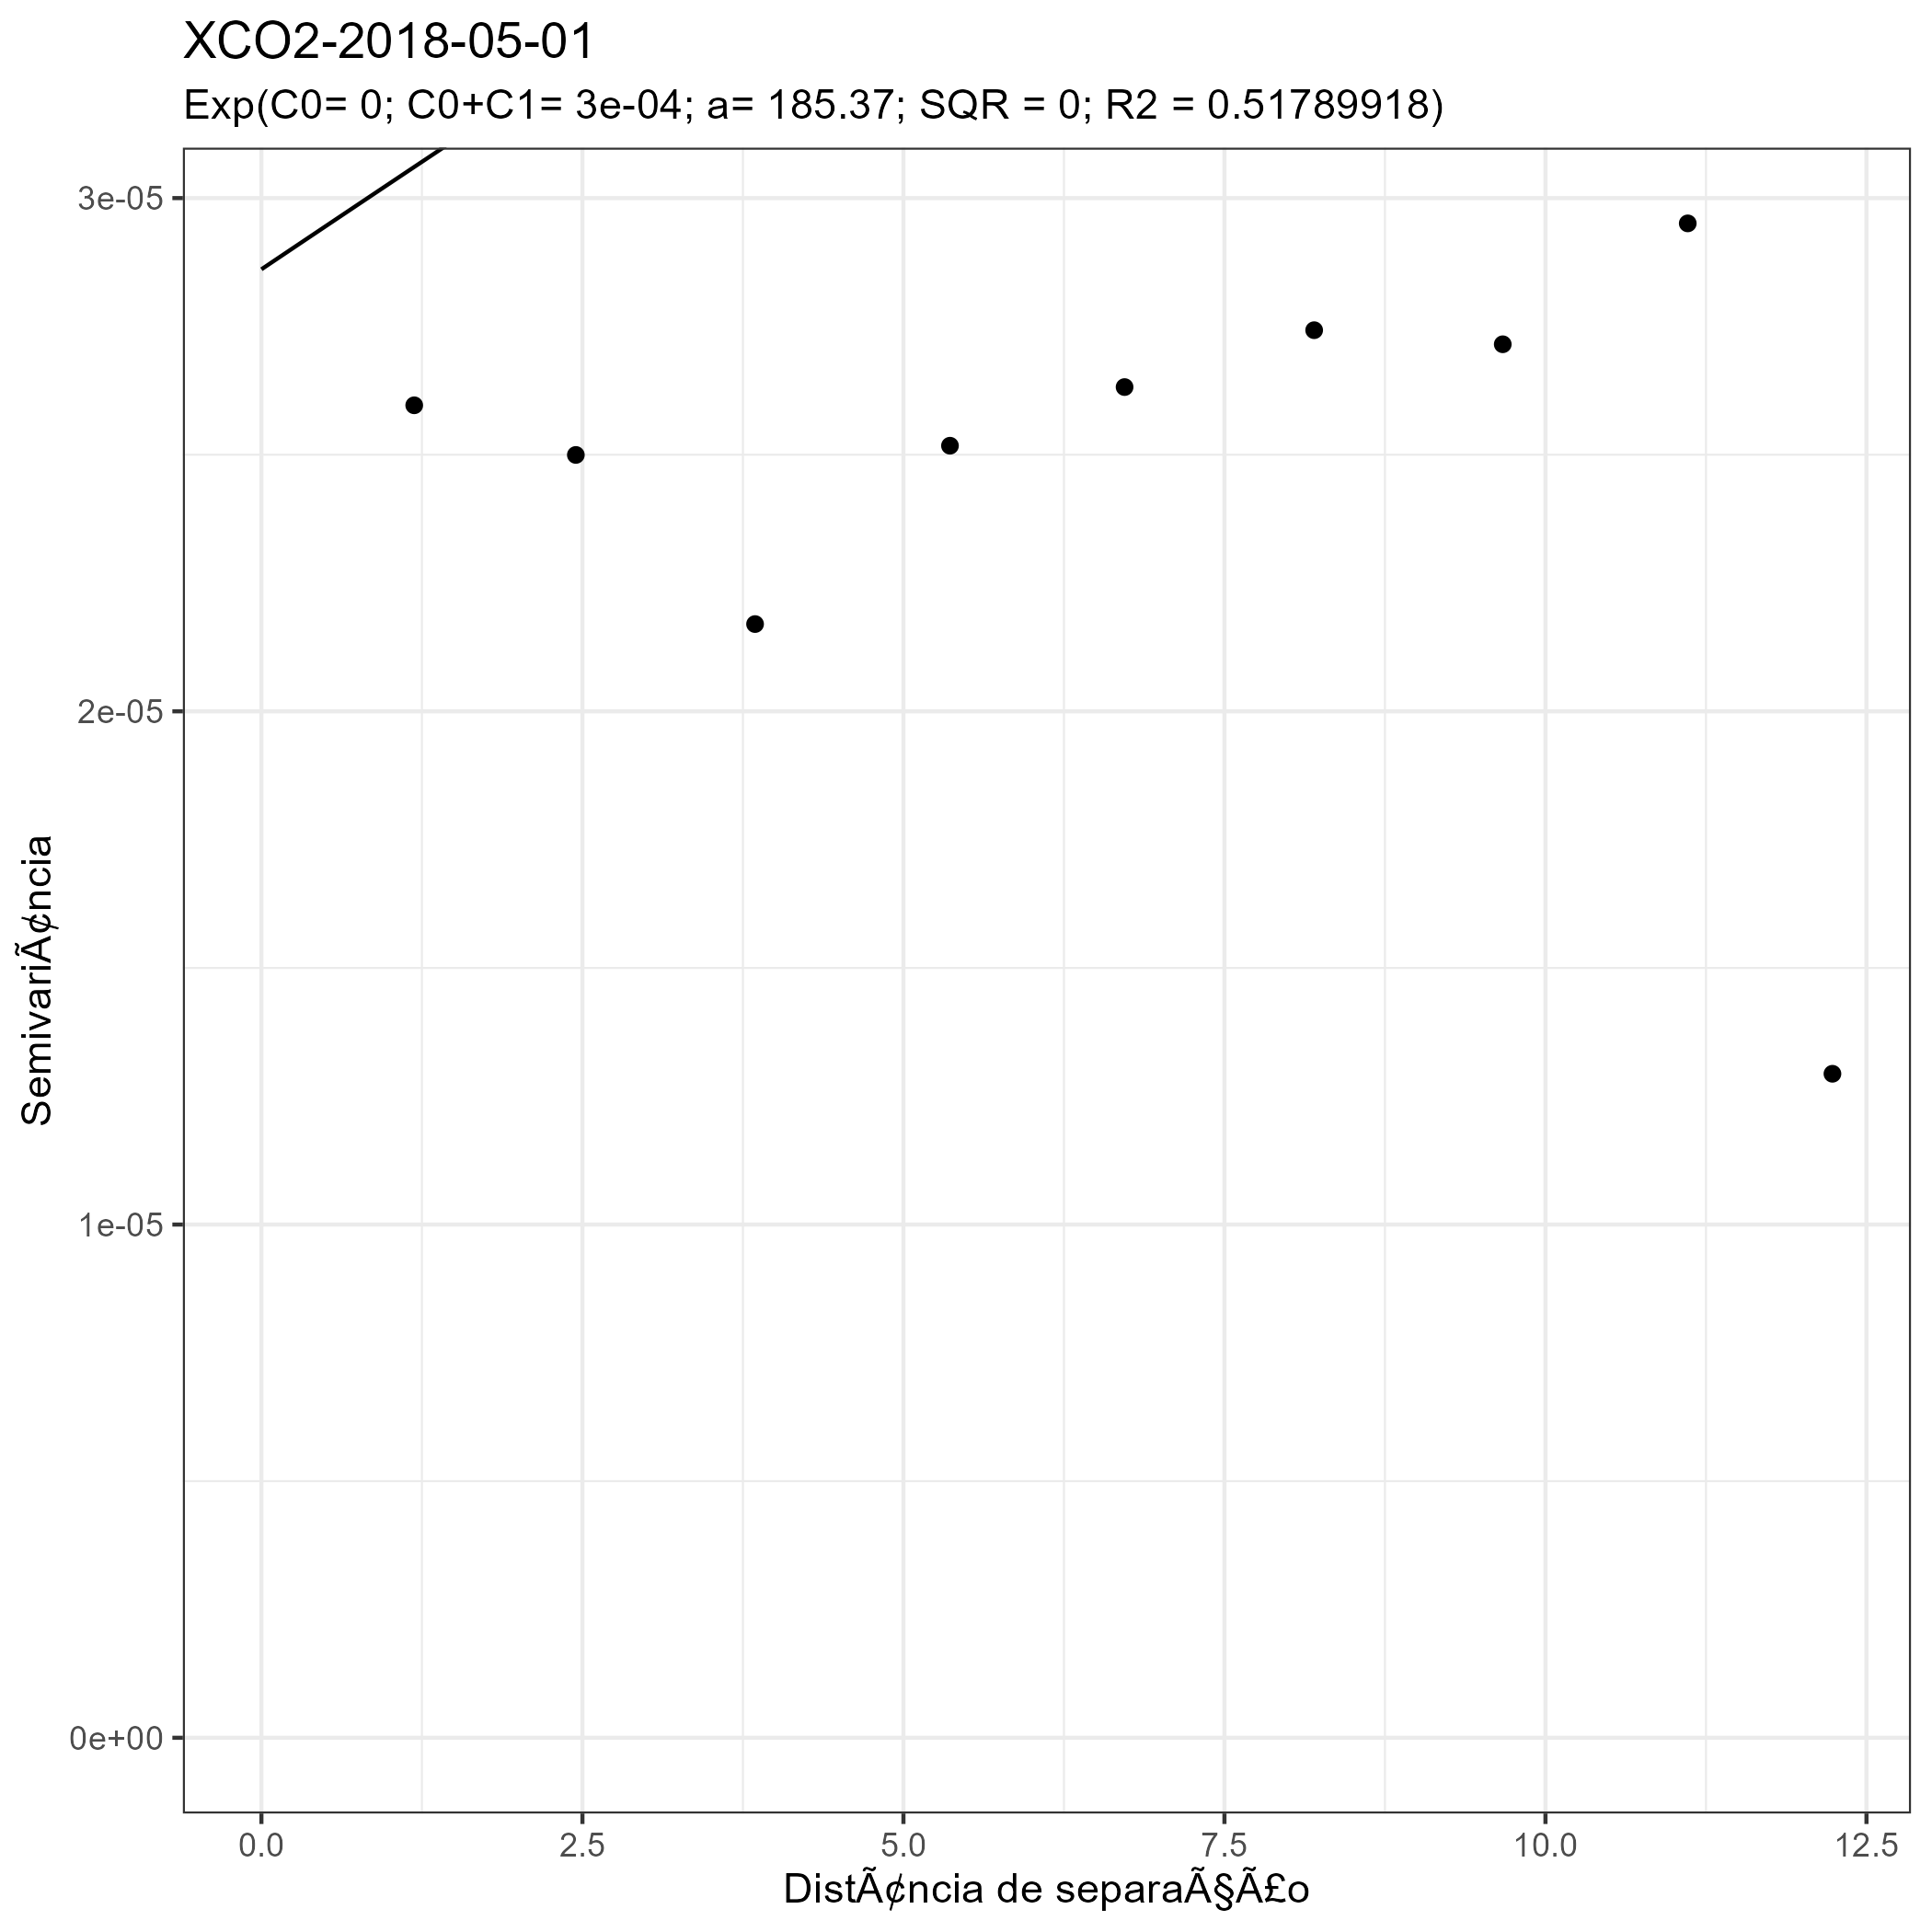 XCO2-2018-05-01
Exp(C0= 0; C0+C1= 3e-04; a= 185.37; SQR = 0; R2 = 0.51789918)
3e-05
2e-05
1e-05
0e+00
SemivariÃ¢ncia
0.0 2.5 5.0 7.5 10.0 12.5
DistÃ¢ncia de separaÃ§Ã£o